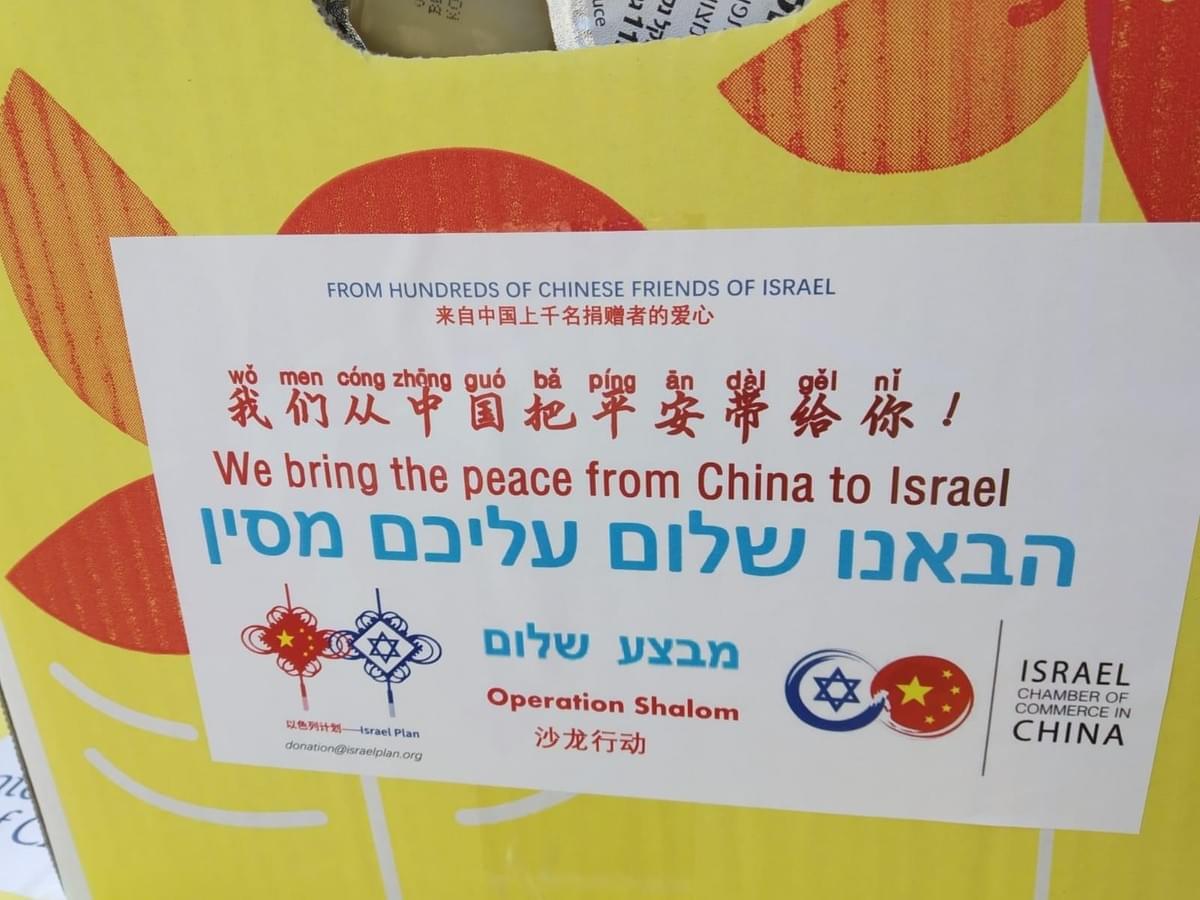 uce
FROM HUNDREDS OF CHINESE FRIENDS OF ISRAEL
来自中国上千名捐赠者的爱心
wǒ men cóng zhōng guó bǎ píng ān dàl gěl nǐ
我们从中国把平安带给你！
We bring the peace from China to Israel
הבאנו שלום עליכם מסין
מבצע שלום
Operation Shalom
沙龙行动
以色列计划——Israel Plan
donation@israelplan.org
ISRAEL
CHAMBER OF
COMMERCE IN
CHINA